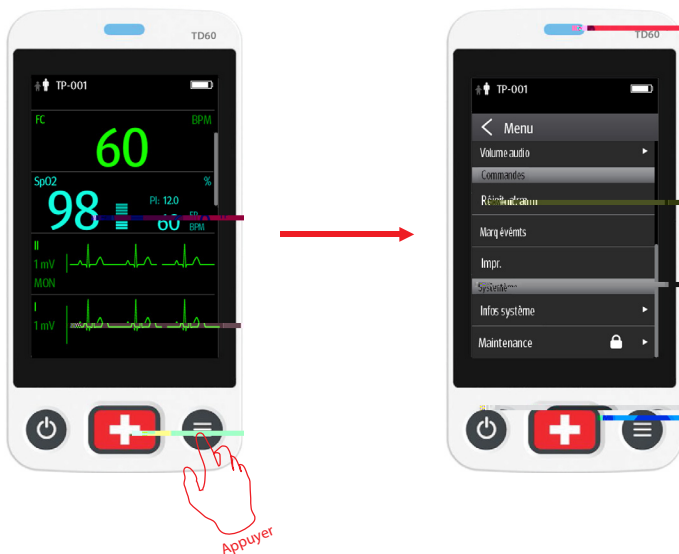 TD60
TP-001
FC BPM
60
SpO2 %
98 PI: 12.0
60 BPM
II
1 mV
MON
I
1 mV
Appuyer
TD60
TP-001
Menu
Volume audio
Commandes
Marq évémts
Impr.
Infos système
Maintenance